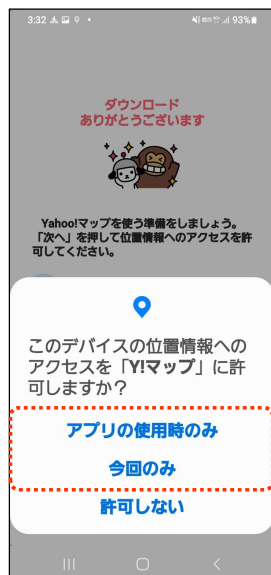 3:32
93%
ダウンロード
ありがとうございます
Yahoo!マップを使う準備をしましょう。
「次へ」を押して位置情報へのアクセスを許
可してください。
このデバイスの位置情報への
アクセスを「Y!マップ」に許
可しますか？
アプリの使用時のみ
今回のみ
許可しない